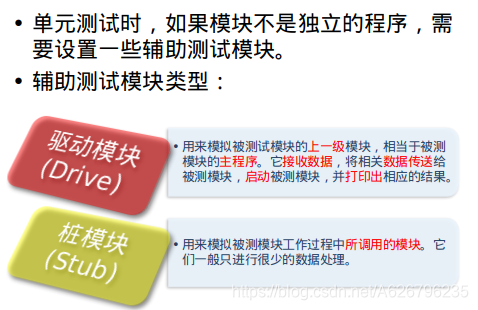 • 单元测试时，如果模块不是独立的程序，需
要设置一些辅助测试模块。
• 辅助测试模块类型：
驱动模块
(Drive)
• 用来模拟被测试模块的上一级模块，相当于被测
模块的主程序。它接收数据，将相关数据传送给
被测模块，启动被测模块，并打印出相应的结果。
桩模块
(Stub)
• 用来模拟被测模块工作过程中所调用的模块。它
们一般只进行很少的数据处理。
https://blog.csdn.net/A626796235